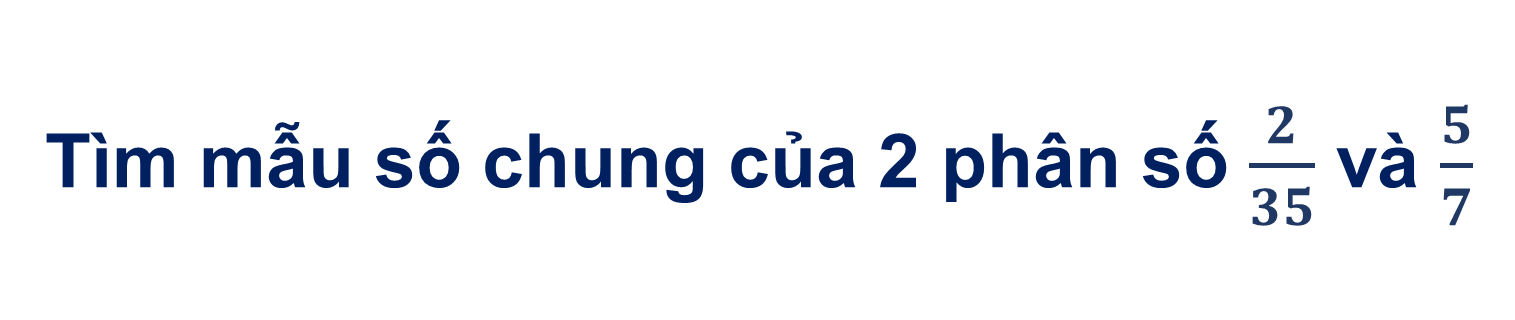 Tìm mẫu số chung của 2 phân số 2/35 và 5/7